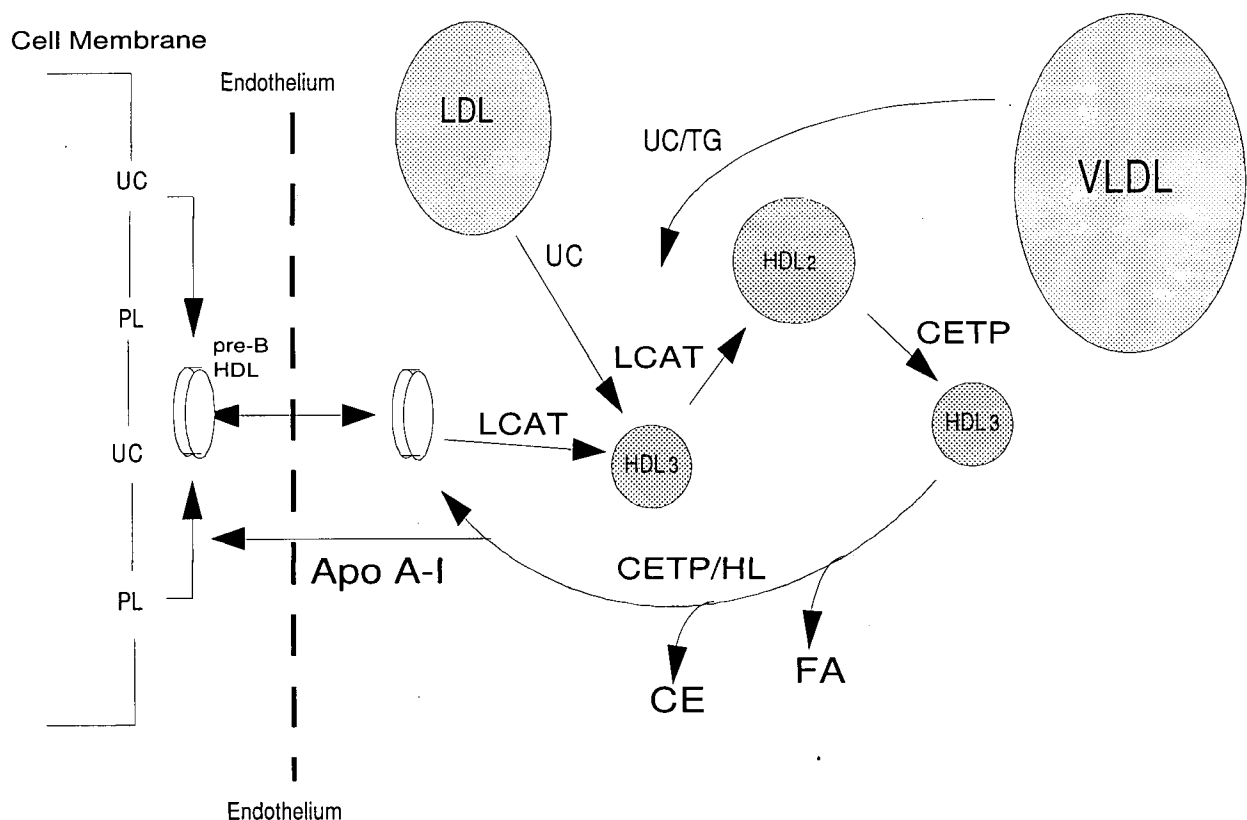 Cell Membrane
Endothelium
LDL
UC/TG
VLDL
UC
UC
HDL2
PL
CETP
pre-B
HDL
LCAT
LCAT
HDL3
UC
HDL3
Apo A-I
CETP/HL
PL
FA
CE
Endothelium